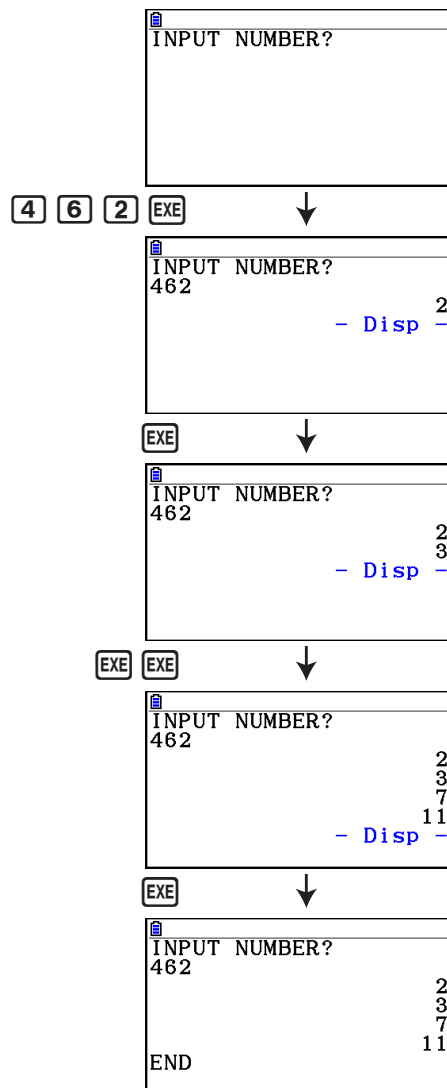 INPUT NUMBER?
4 6 2 EXE
INPUT NUMBER?
462
2
- Disp -
EXE
INPUT NUMBER?
462
2
3
- Disp -
EXE EXE
INPUT NUMBER?
462
2
3
7
11
- Disp -
EXE
INPUT NUMBER?
462
2
3
7
11
END